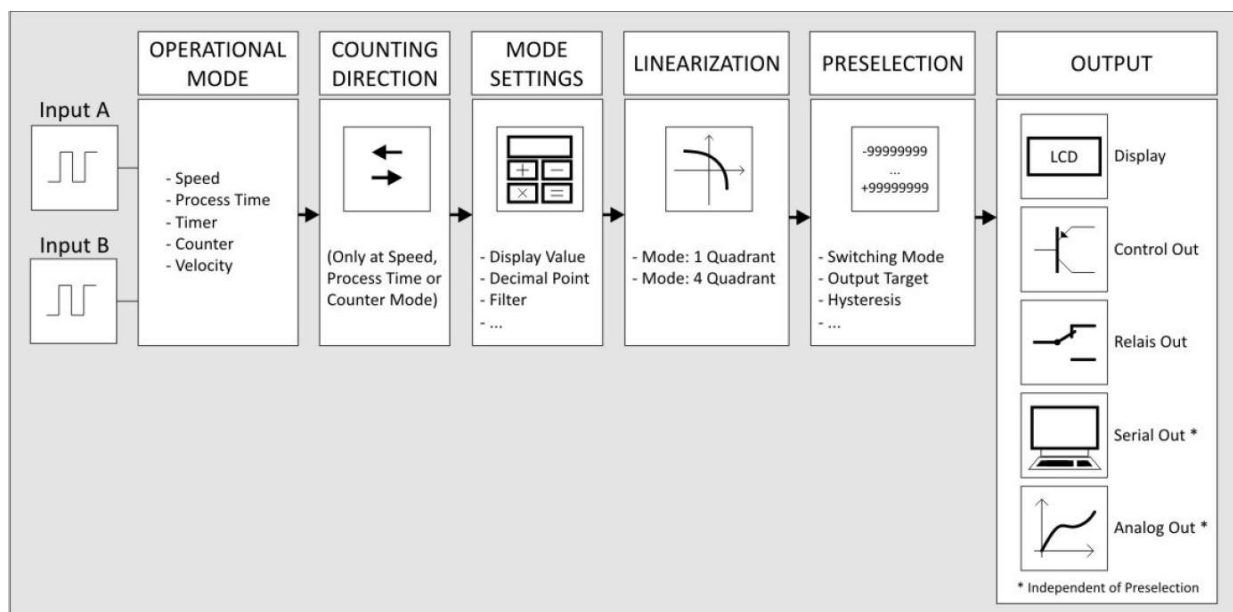 Input A
Input B
OPERATIONAL
MODE
- Speed
- Process Time
- Timer
- Counter
- Velocity
COUNTING
DIRECTION
(Only at Speed,
Process Time or
Counter Mode)
MODE
SETTINGS
+ −
× =
- Display Value
- Decimal Point
- Filter
- ...
LINEARIZATION
- Mode: 1 Quadrant
- Mode: 4 Quadrant
PRESELECTION
-99999999
...
+99999999
- Switching Mode
- Output Target
- Hysteresis
- ...
OUTPUT
LCD Display
Control Out
Relais Out
Serial Out *
Analog Out *
* Independent of Preselection